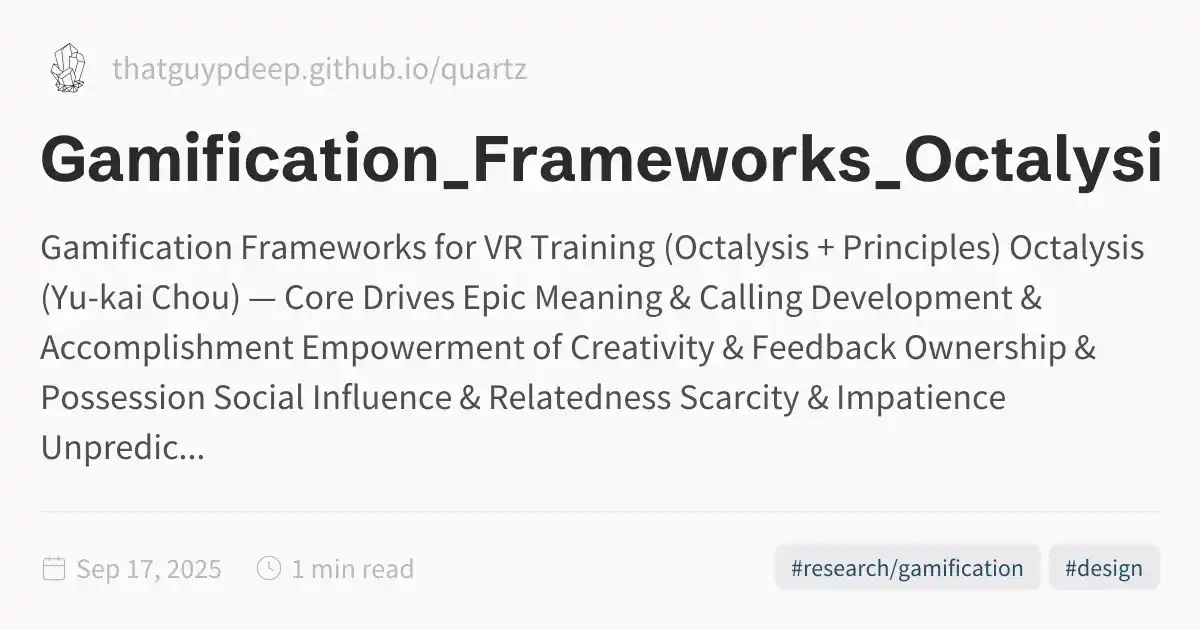 thatguypdeep.github.io/quartz
Gamification_Frameworks_Octalysi
Gamification Frameworks for VR Training (Octalysis + Principles) Octalysis
(Yu-kai Chou) — Core Drives Epic Meaning & Calling Development &
Accomplishment Empowerment of Creativity & Feedback Ownership &
Possession Social Influence & Relatedness Scarcity & Impatience
Unpredic...
Sep 17, 2025 1 min read #research/gamification #design